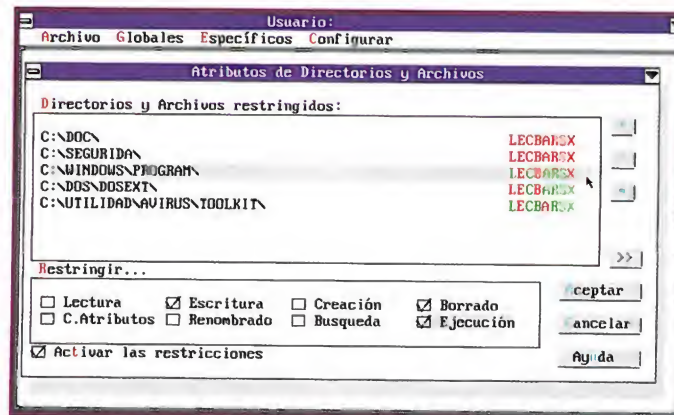 Usuario:
Archivo Globales Específicos Configurar
Atributos de Directorios y Archivos
Directorios y Archivos restringidos:
C:\DOC\ LECBARSX
C:\SEGURIDA\ LECBARSX
C:\WINDOWS\PROGRAM\ LECBARSX
C:\DOS\DOSEXT\ LECBARSX
C:\UTILIDAD\AVIRUS\TOOLKIT\ LECBARSX
>>
Restringir...
Aceptar
☐ Lectura ☑ Escritura ☐ Creación ☑ Borrado
☐ C.Atributos ☐ Renombrado ☐ Busqueda ☑ Ejecución
Cancelar
☑ Activar las restricciones
Ayuda